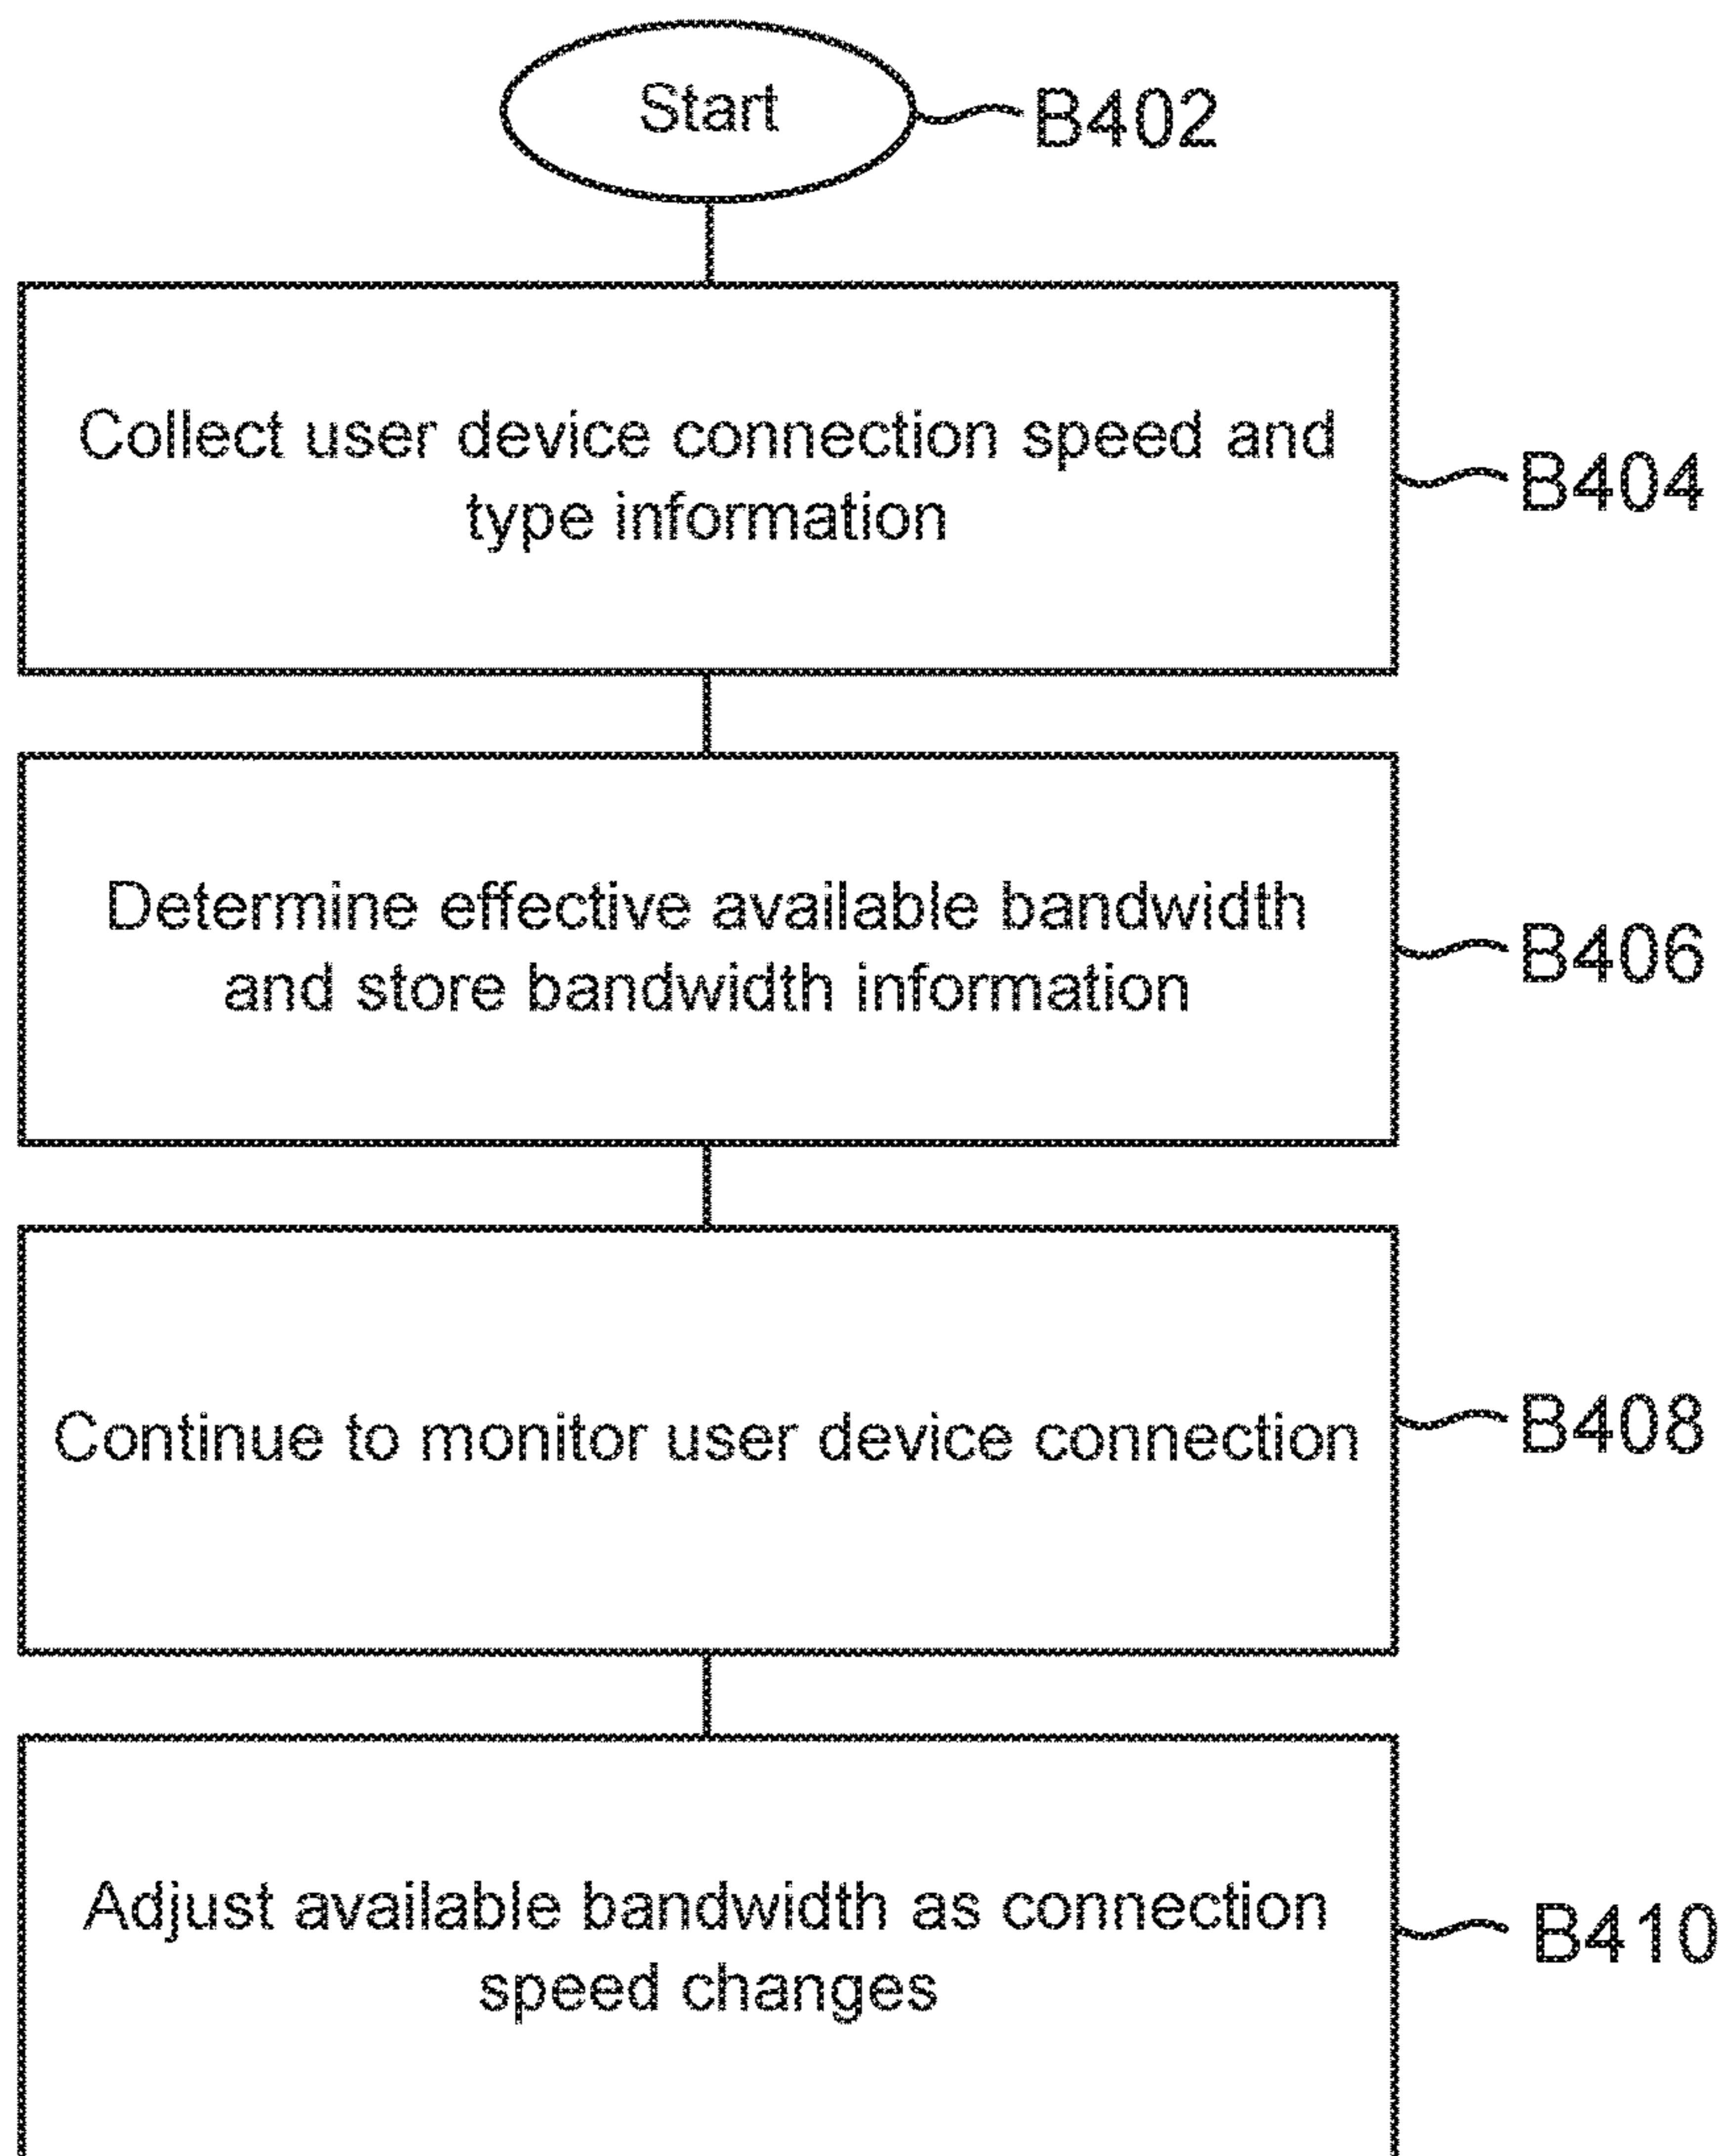 Start
B402
Collect user device connection speed and
type information
B404
Determine effective available bandwidth
and store bandwidth information
B406
Continue to monitor user device connection
B408
Adjust available bandwidth as connection
speed changes
B410